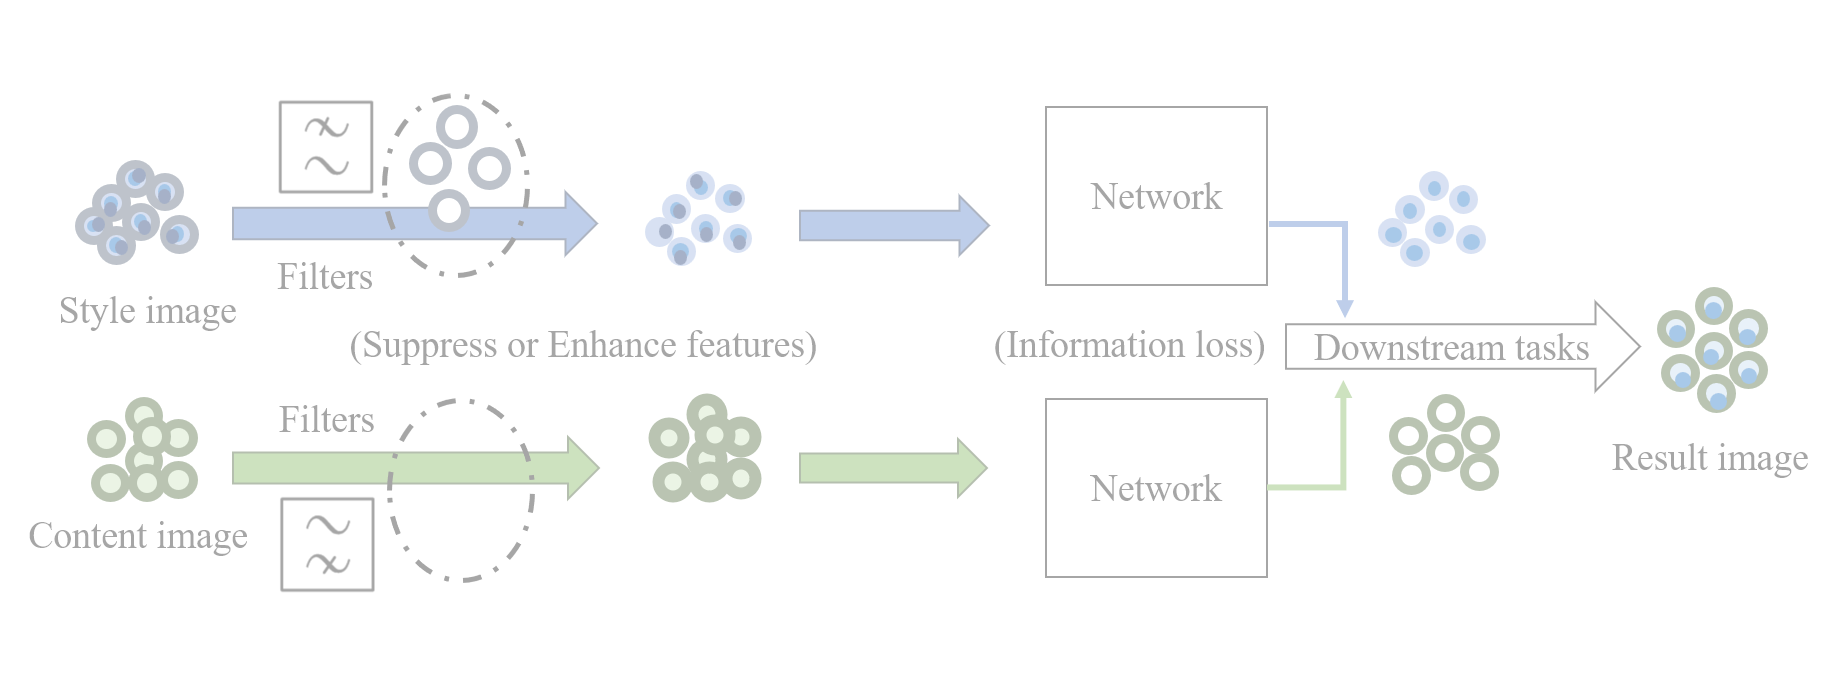 Network
Filters
Style image
(Suppress or Enhance features)
(Information loss)
Downstream tasks
Filters
Result image
Network
Content image